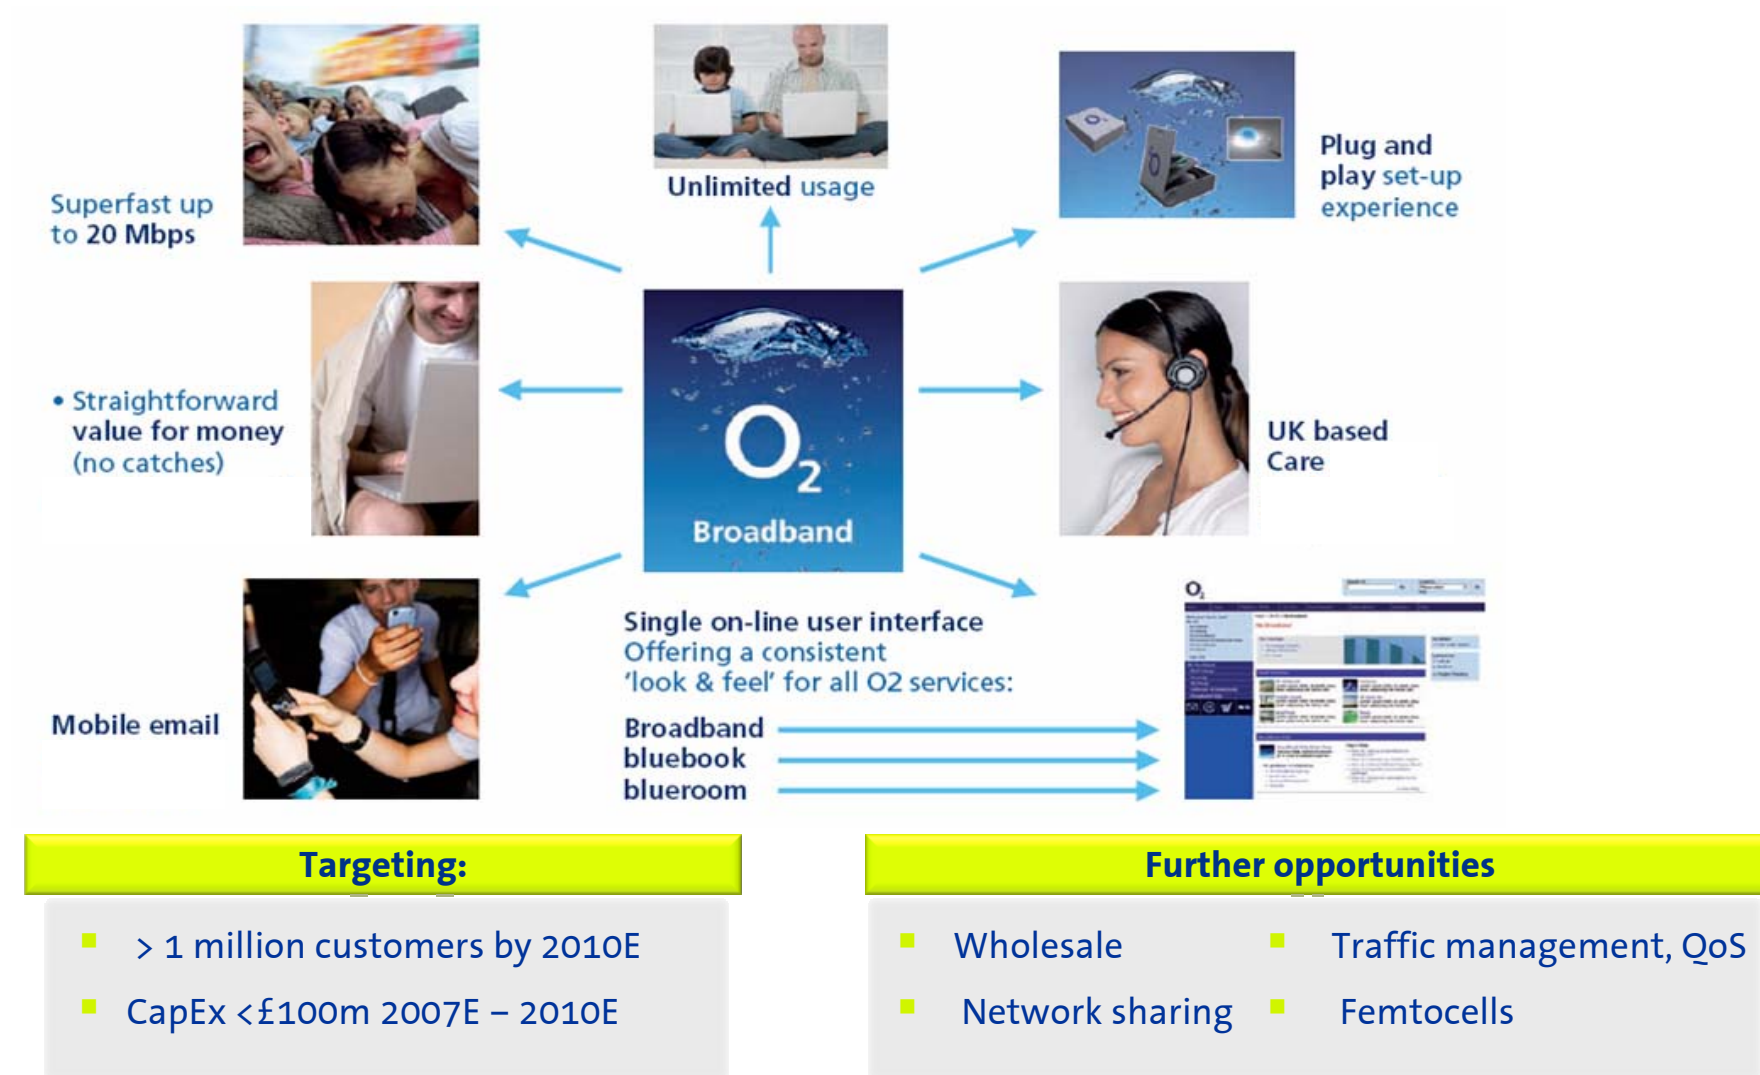 Superfast up
to 20 Mbps
Unlimited usage
Plug and
play set-up
experience
• Straightforward
value for money
(no catches)
O2
Broadband
UK based
Care
Mobile email
Single on-line user interface
Offering a consistent
'look & feel' for all O2 services:
Broadband
bluebook
blueroom
O2
Targeting:
> 1 million customers by 2010E
CapEx <£100m 2007E – 2010E
Further opportunities
Wholesale
Traffic management, QoS
Network sharing
Femtocells